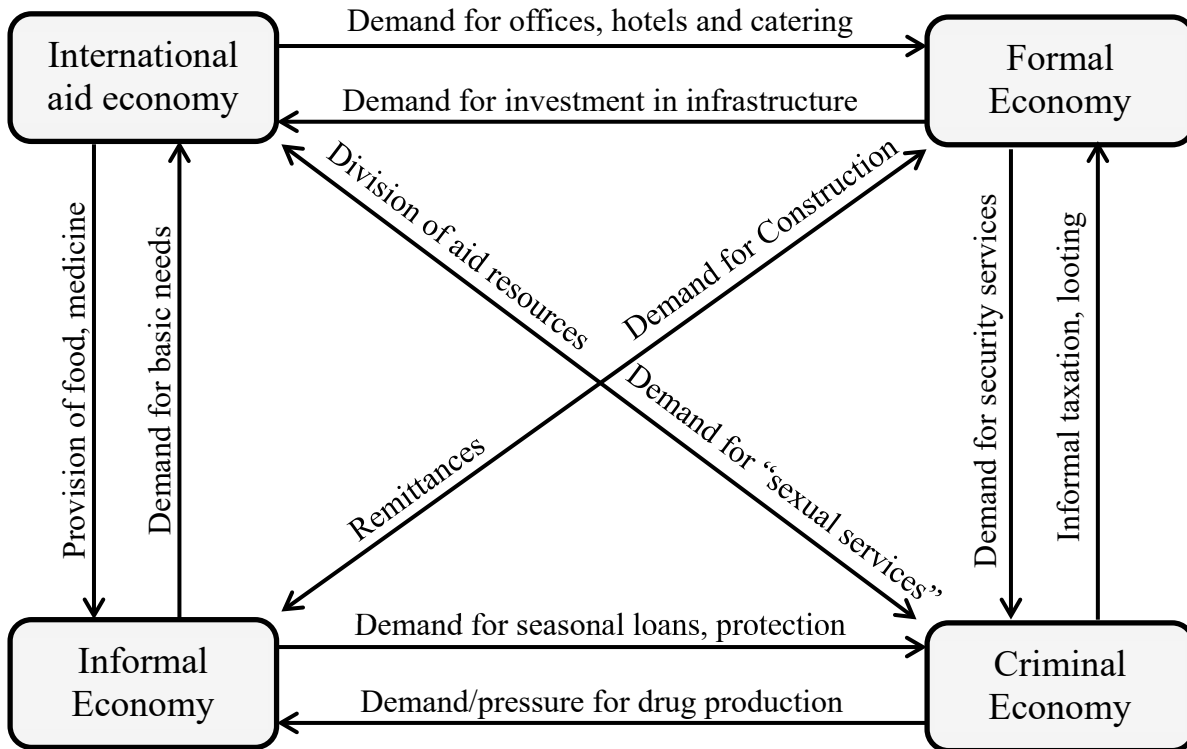 International
aid economy
Demand for offices, hotels and catering
Formal
Economy
Demand for investment in infrastructure
Provision of food, medicine
Demand for basic needs
Division of aid resources
Demand for Construction
Demand for security services
Informal taxation, looting
Remittances
Demand for “sexual services”
Informal
Economy
Demand for seasonal loans, protection
Demand/pressure for drug production
Criminal
Economy